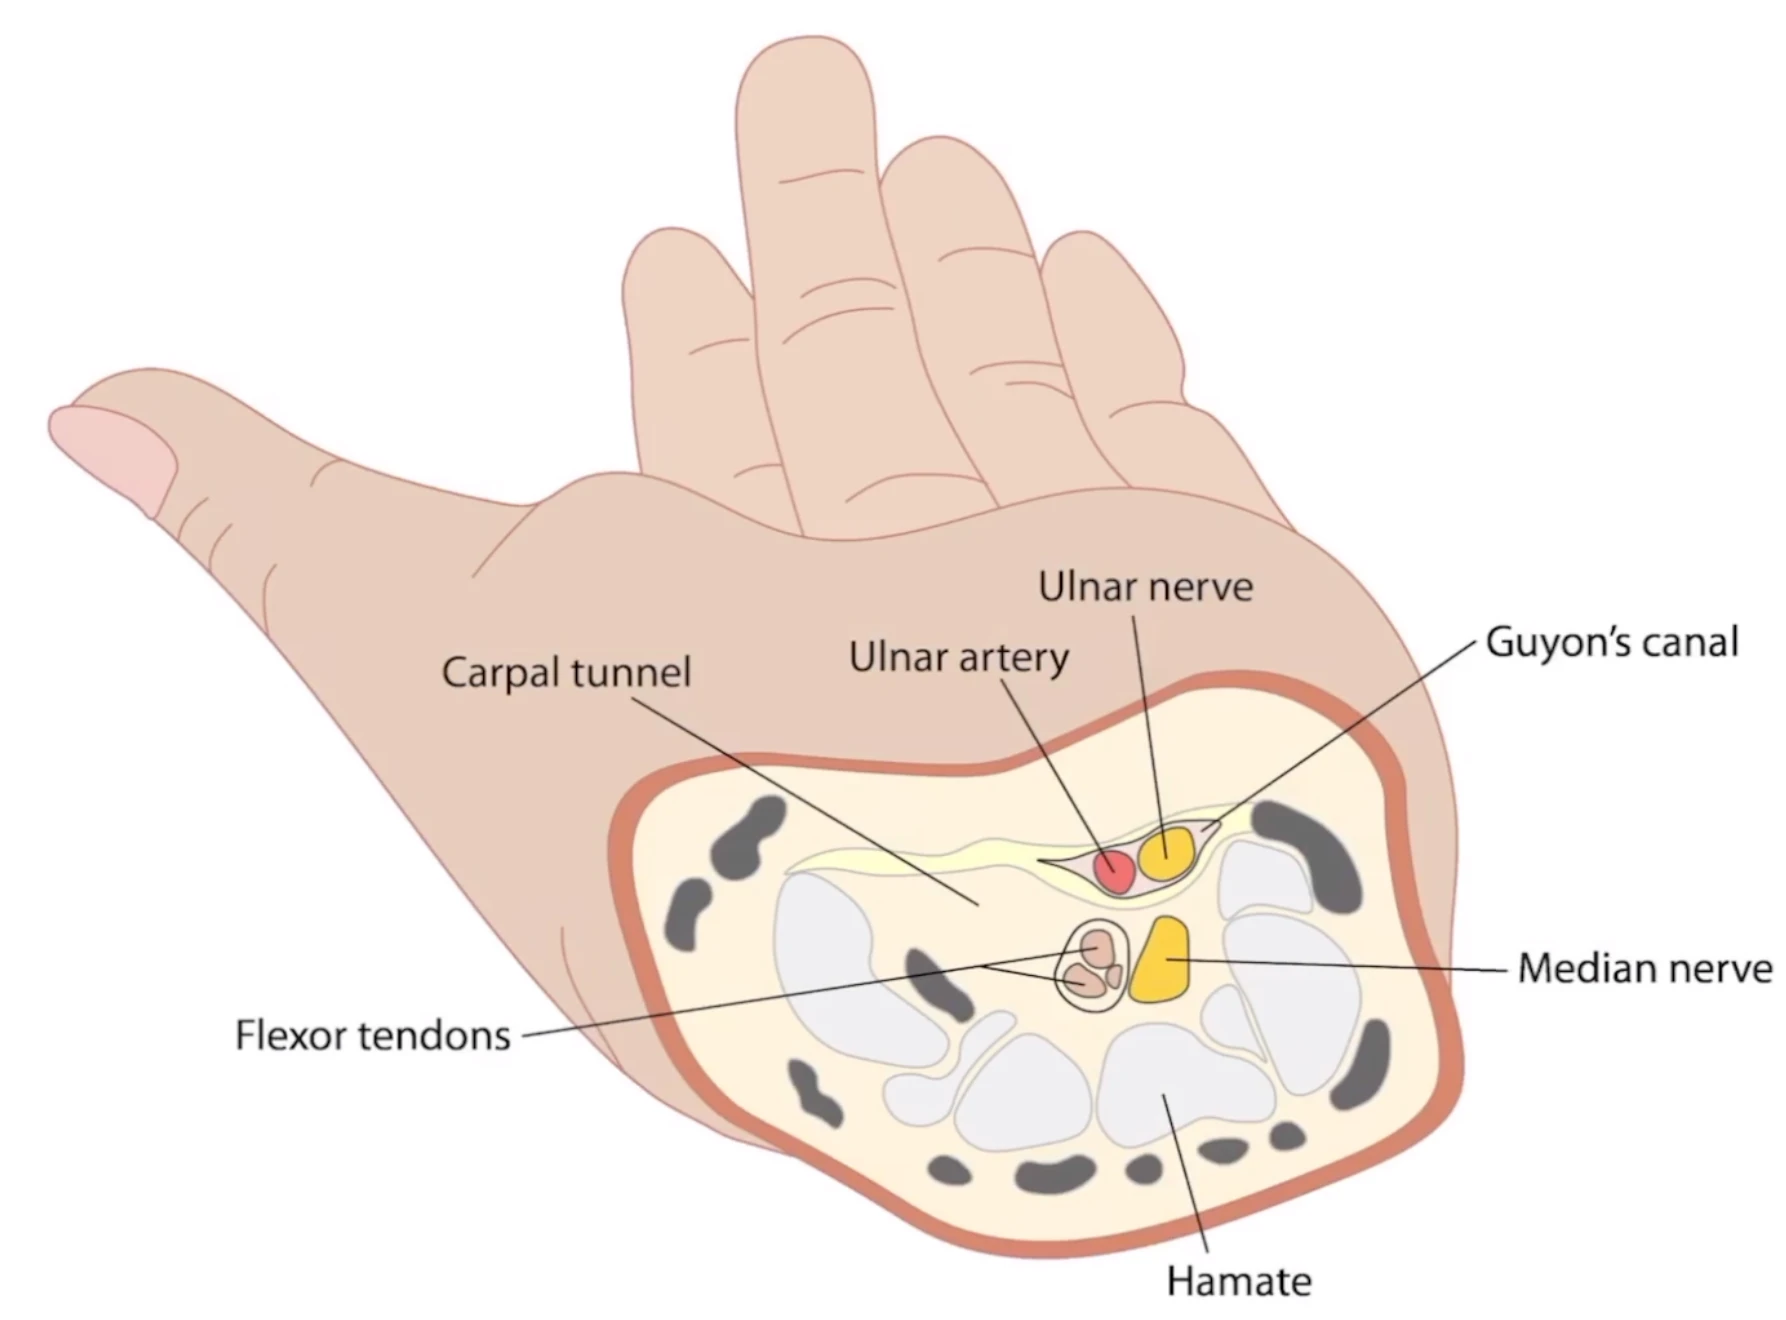 Ulnar nerve
Guyon’s canal
Ulnar artery
Carpal tunnel
Median nerve
Flexor tendons
Hamate